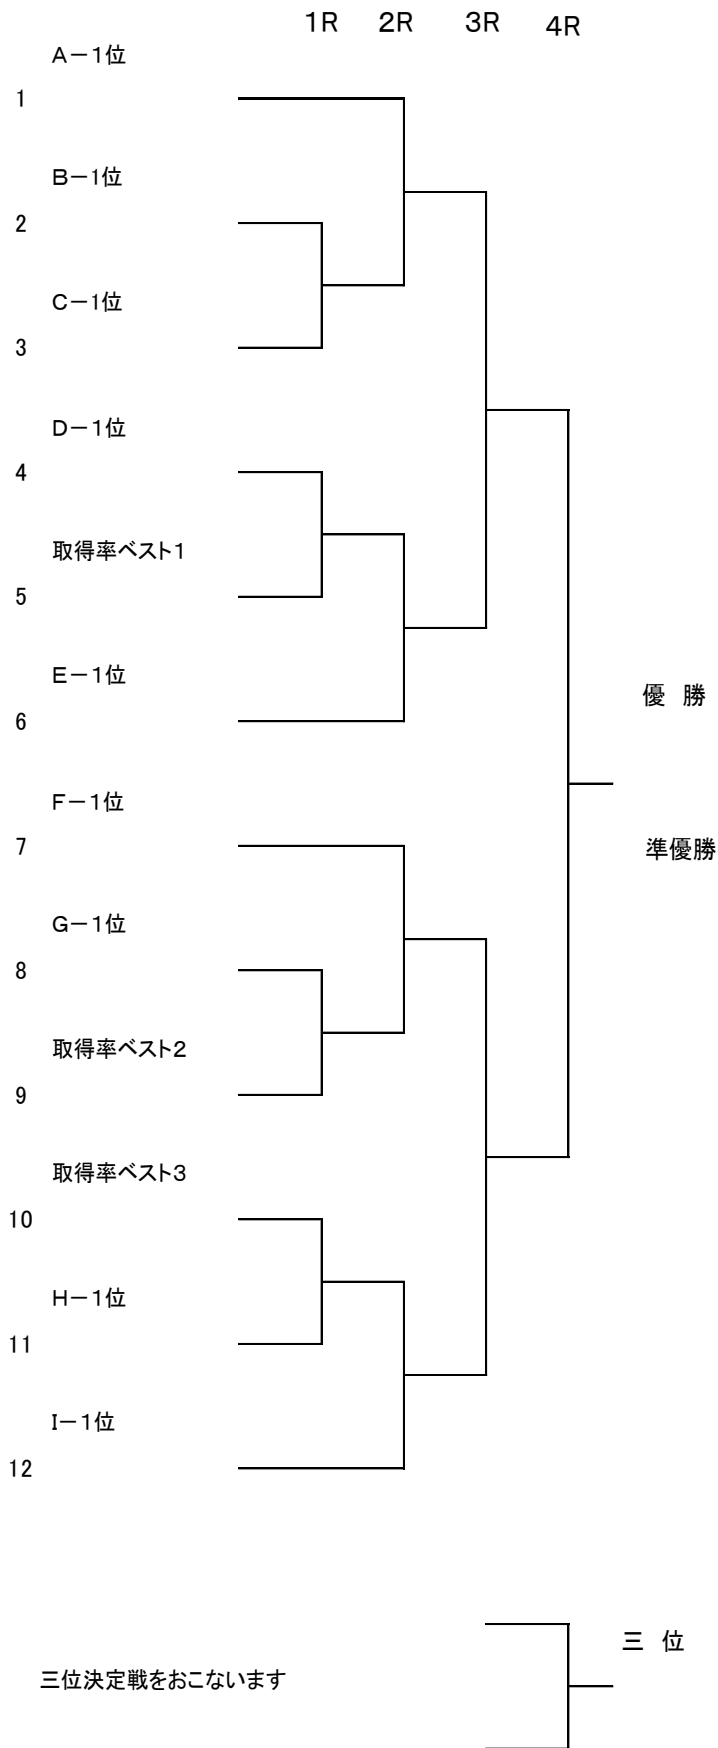 1R 2R 3R 4R
A－1位
1
B－1位
2
C－1位
3
D－1位
4
取得率ベスト1
5
E－1位
6
優　勝
F－1位
7
準優勝
G－1位
8
取得率ベスト2
9
取得率ベスト3
10
H－1位
11
I－1位
12
三　位
三位決定戦をおこないます